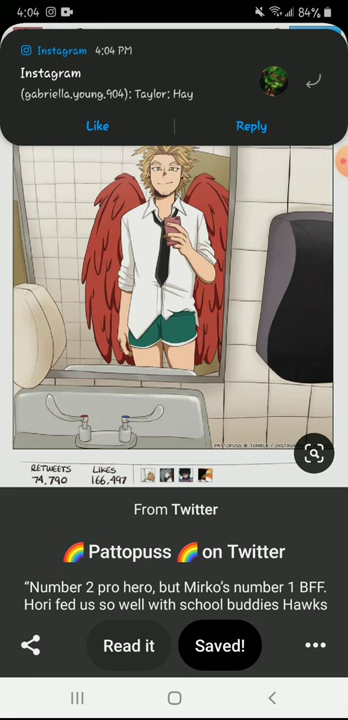 4:04
84%
Instagram 4:04 PM
Instagram
(gabriella.young.904): Taylor: Hay
Like
Reply
PATTOPUSS @ TUMBLR / INSTAGRAM
RETWEETS
LIKES
74,790
166,497
From Twitter
🌈Pattopuss 🌈on Twitter
“Number 2 pro hero, but Mirko’s number 1 BFF.
Hori fed us so well with school buddies Hawks
Read it
Saved!